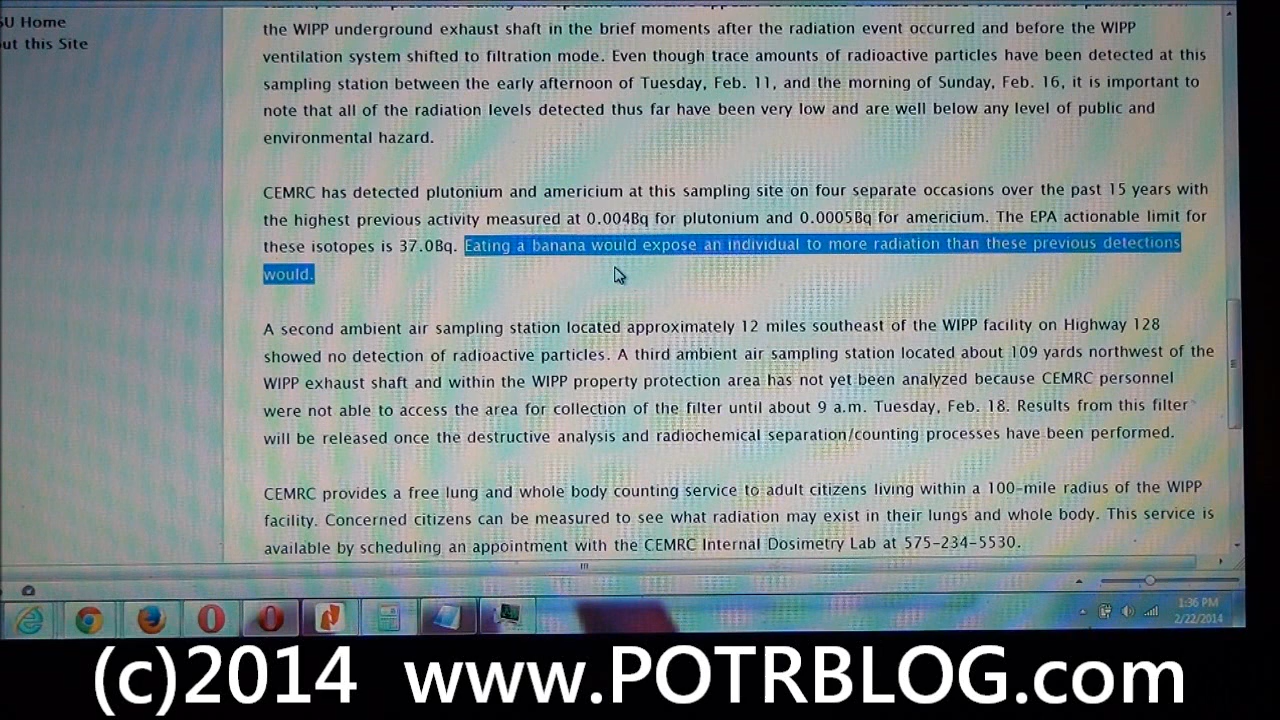 SU Home
ut this Site
the WIPP underground exhaust shaft in the brief moments after the radiation event occurred and before the WIPP
ventilation system shifted to filtration mode. Even though trace amounts of radioactive particles have been detected at this
sampling station between the early afternoon of Tuesday, Feb. 11, and the morning of Sunday, Feb. 16, it is important to
note that all of the radiation levels detected thus far have been very low and are well below any level of public and
environmental hazard.
CEMRC has detected plutonium and americium at this sampling site on four separate occasions over the past 15 years with
the highest previous activity measured at 0.004Bq for plutonium and 0.0005Bq for americium. The EPA actionable limit for
these isotopes is 37.0Bq. Eating a banana would expose an individual to more radiation than these previous detections
would.
A second ambient air sampling station located approximately 12 miles southeast of the WIPP facility on Highway 128
showed no detection of radioactive particles. A third ambient air sampling station located about 109 yards northwest of the
WIPP exhaust shaft and within the WIPP property protection area has not yet been analyzed because CEMRC personnel
were not able to access the area for collection of the filter until about 9 a.m. Tuesday, Feb. 18. Results from this filter
will be released once the destructive analysis and radiochemical separation/counting processes have been performed.
CEMRC provides a free lung and whole body counting service to adult citizens living within a 100-mile radius of the WIPP
facility. Concerned citizens can be measured to see what radiation may exist in their lungs and whole body. This service is
available by scheduling an appointment with the CEMRC Internal Dosimetry Lab at 575-234-5530.
1:36 PM
2/22/2014
(c)2014 www.POTRBLOG.com